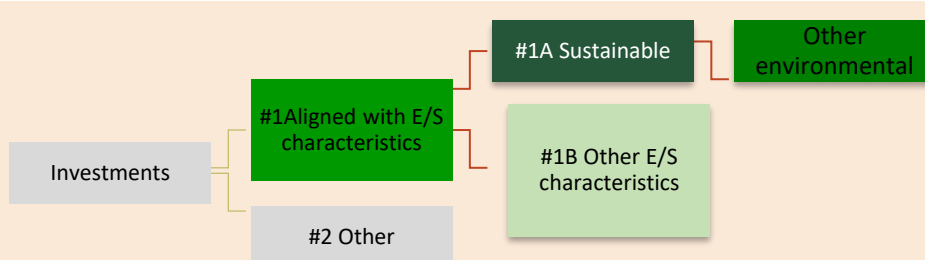 Investments
#1Aligned with E/S
characteristics
#2 Other
#1A Sustainable
#1B Other E/S
characteristics
Other
environmental